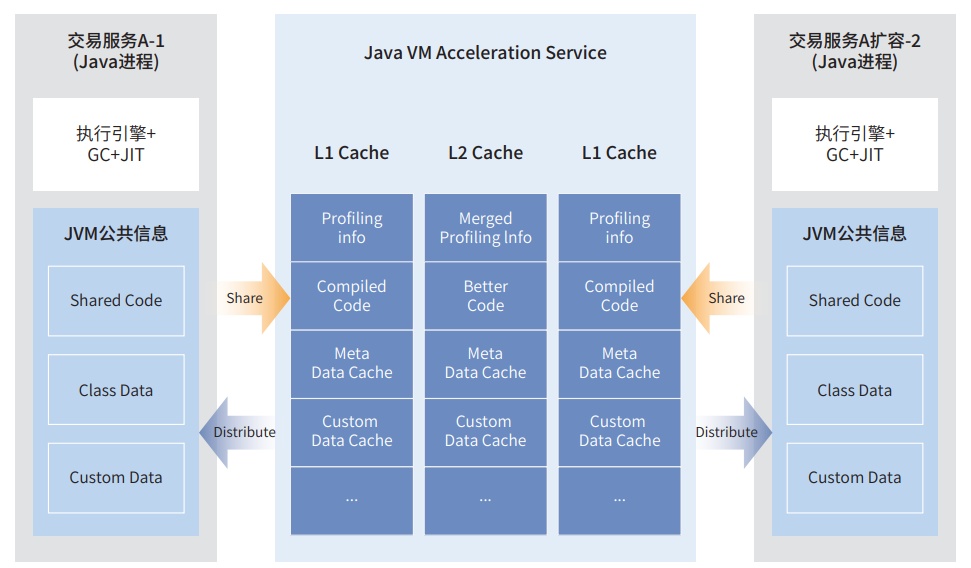 交易服务A-1
(Java进程)
执行引擎+
GC+JIT
JVM公共信息
Shared Code
Class Data
Custom Data
Share
Distribute
Java VM Acceleration Service
L1 Cache
Profiling
info
Compiled
Code
Meta
Data Cache
Custom
Data Cache
...
L2 Cache
Merged
Profiling lnfo
Better
Code
Meta
Data Cache
Custom
Data Cache
...
L1 Cache
Profiling
info
Compiled
Code
Meta
Data Cache
Custom
Data Cache
...
Share
Distribute
交易服务A扩容-2
(Java进程)
执行引擎+
GC+JIT
JVM公共信息
Shared Code
Class Data
Custom Data